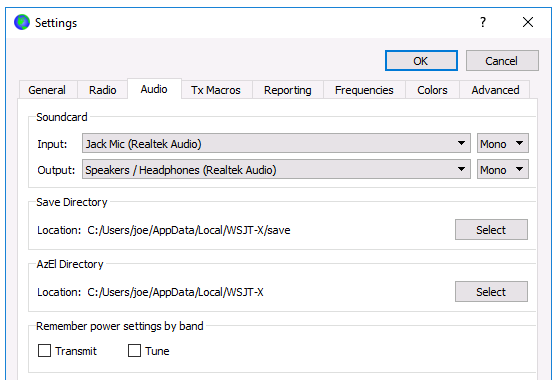 Settings
?
OK Cancel
General Radio Audio Tx Macros Reporting Frequencies Colors Advanced
Soundcard
Input: Jack Mic (Realtek Audio) Mono
Output: Speakers / Headphones (Realtek Audio) Mono
Save Directory
Location: C:/Users/joe/AppData/Local/WSJT-X/save Select
AzEl Directory
Location: C:/Users/joe/AppData/Local/WSJT-X Select
Remember power settings by band
Transmit Tune